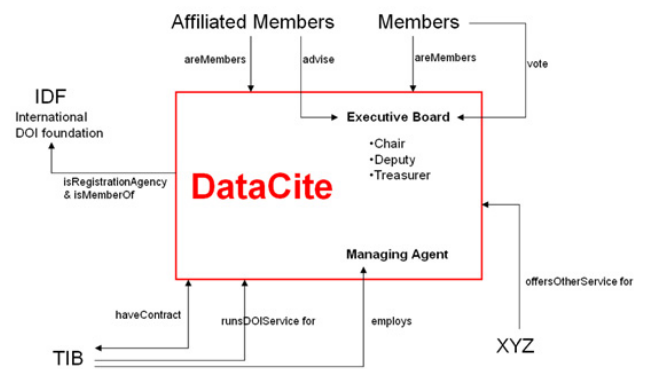 Affiliated Members
Members
areMembers
advise
areMembers
vote
IDF
International
DOI foundation
Executive Board
•Chair
•Deputy
•Treasurer
isRegistrationAgency
& isMemberOf
DataCite
Managing Agent
offersOtherService for
haveContract
runsDOIService for
employs
XYZ
TIB